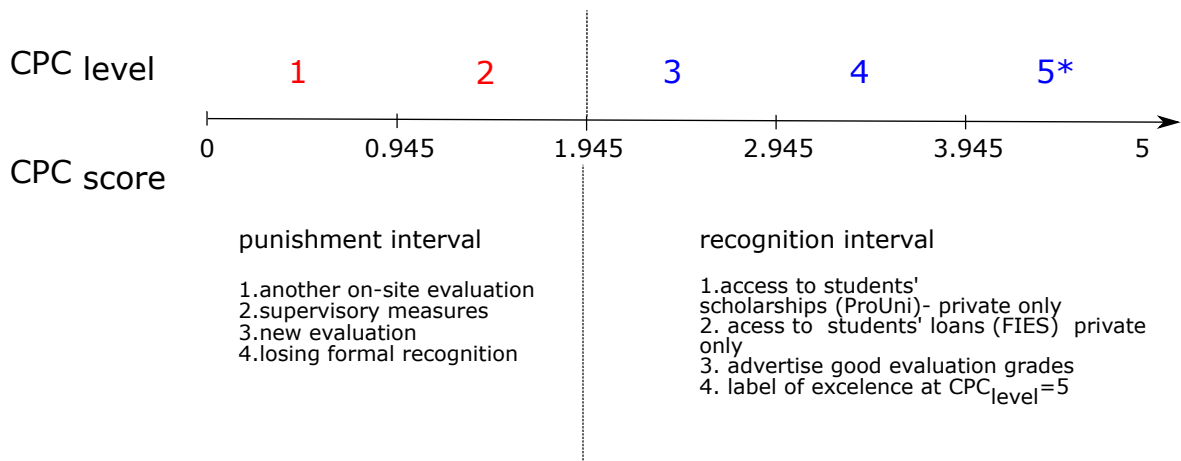 CPC level 1 2 3 4 5*
0 0.945 1.945 2.945 3.945 5
CPC score
punishment interval
1.another on-site evaluation
2.supervisory measures
3.new evaluation
4.losing formal recognition
recognition interval
1.access to students'
scholarships (ProUni)- private only
2. acess to students' loans (FIES) private
only
3. advertise good evaluation grades
4. label of excelence at CPClevel=5